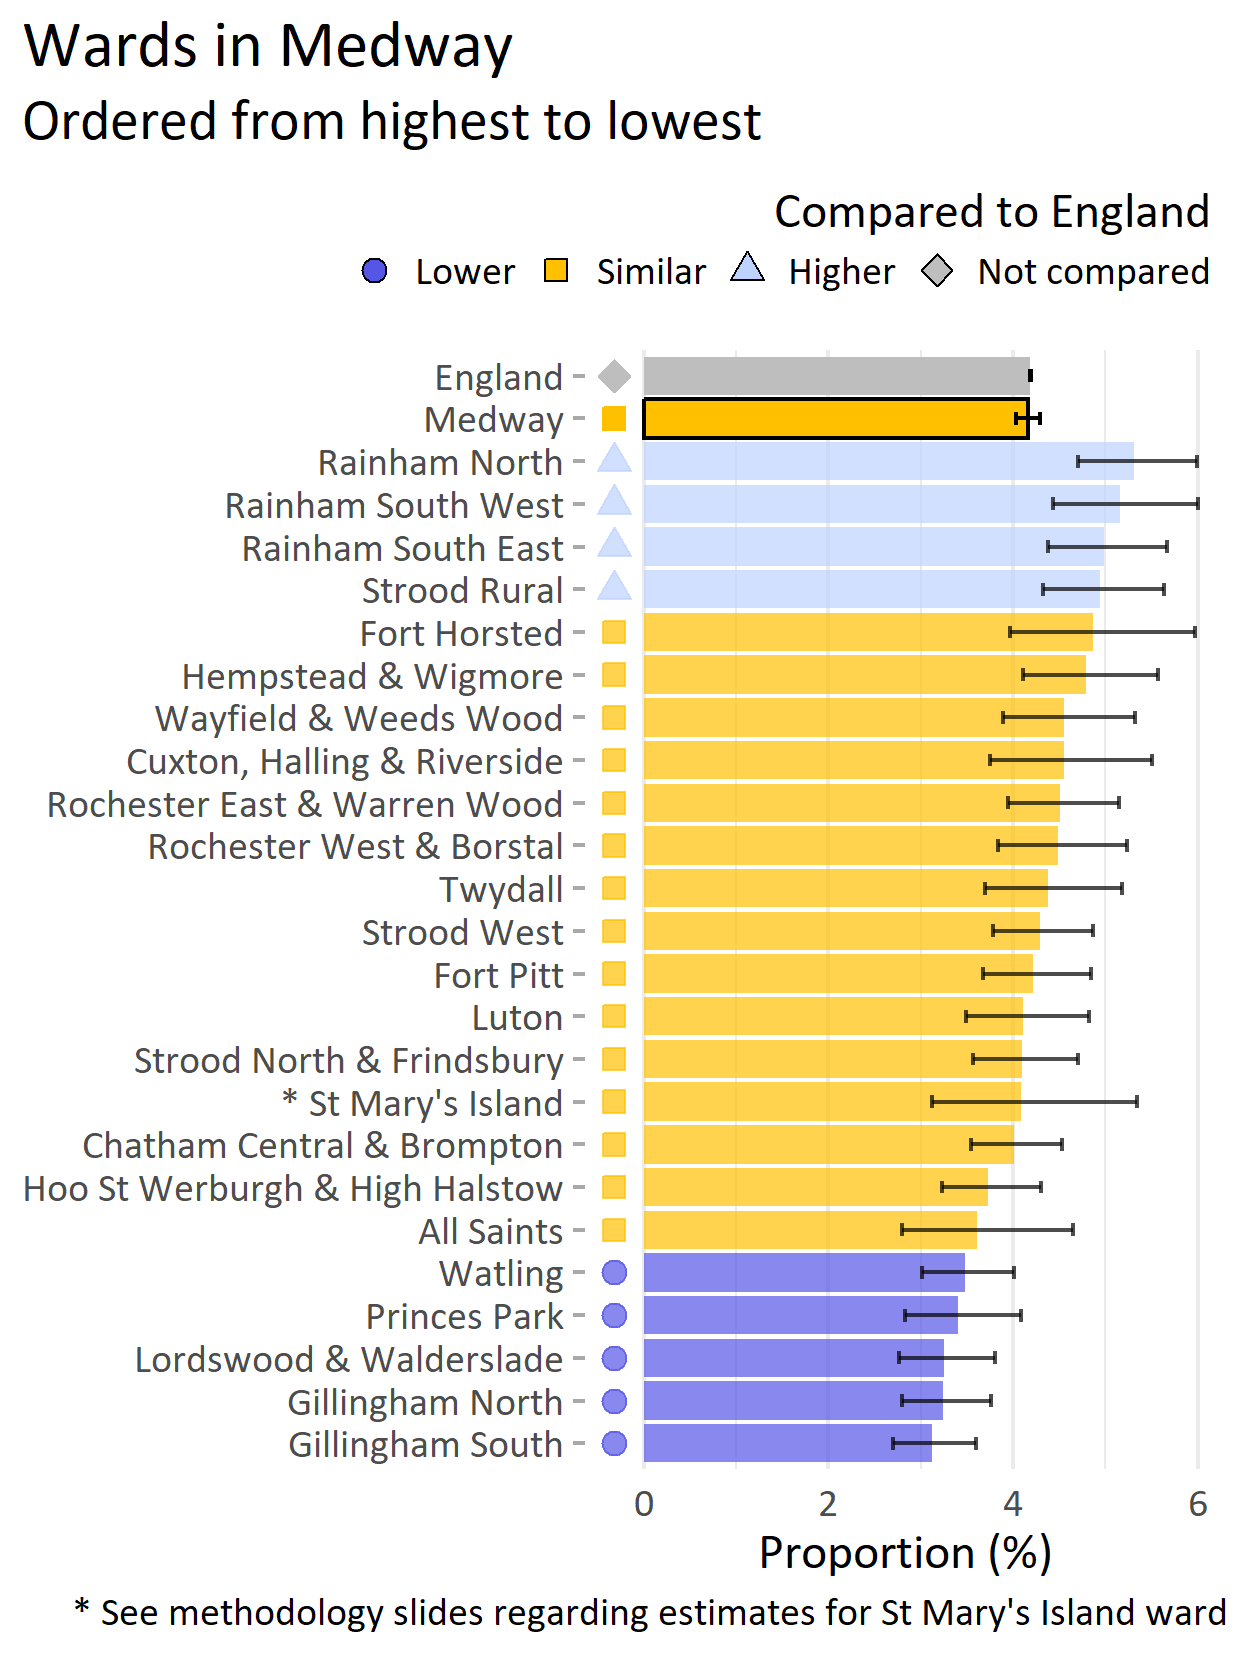 Wards in Medway
Ordered from highest to lowest
Compared to England
Lower Similar Higher Not compared
England
Medway
Rainham North
Rainham South West
Rainham South East
Strood Rural
Fort Horsted
Hempstead & Wigmore
Wayfield & Weeds Wood
Cuxton, Halling & Riverside
Rochester East & Warren Wood
Rochester West & Borstal
Twydall
Strood West
Fort Pitt
Luton
Strood North & Frindsbury
* St Mary's Island
Chatham Central & Brompton
Hoo St Werburgh & High Halstow
All Saints
Watling
Princes Park
Lordswood & Walderslade
Gillingham North
Gillingham South
0 2 4 6
Proportion (%)
* See methodology slides regarding estimates for St Mary's Island ward